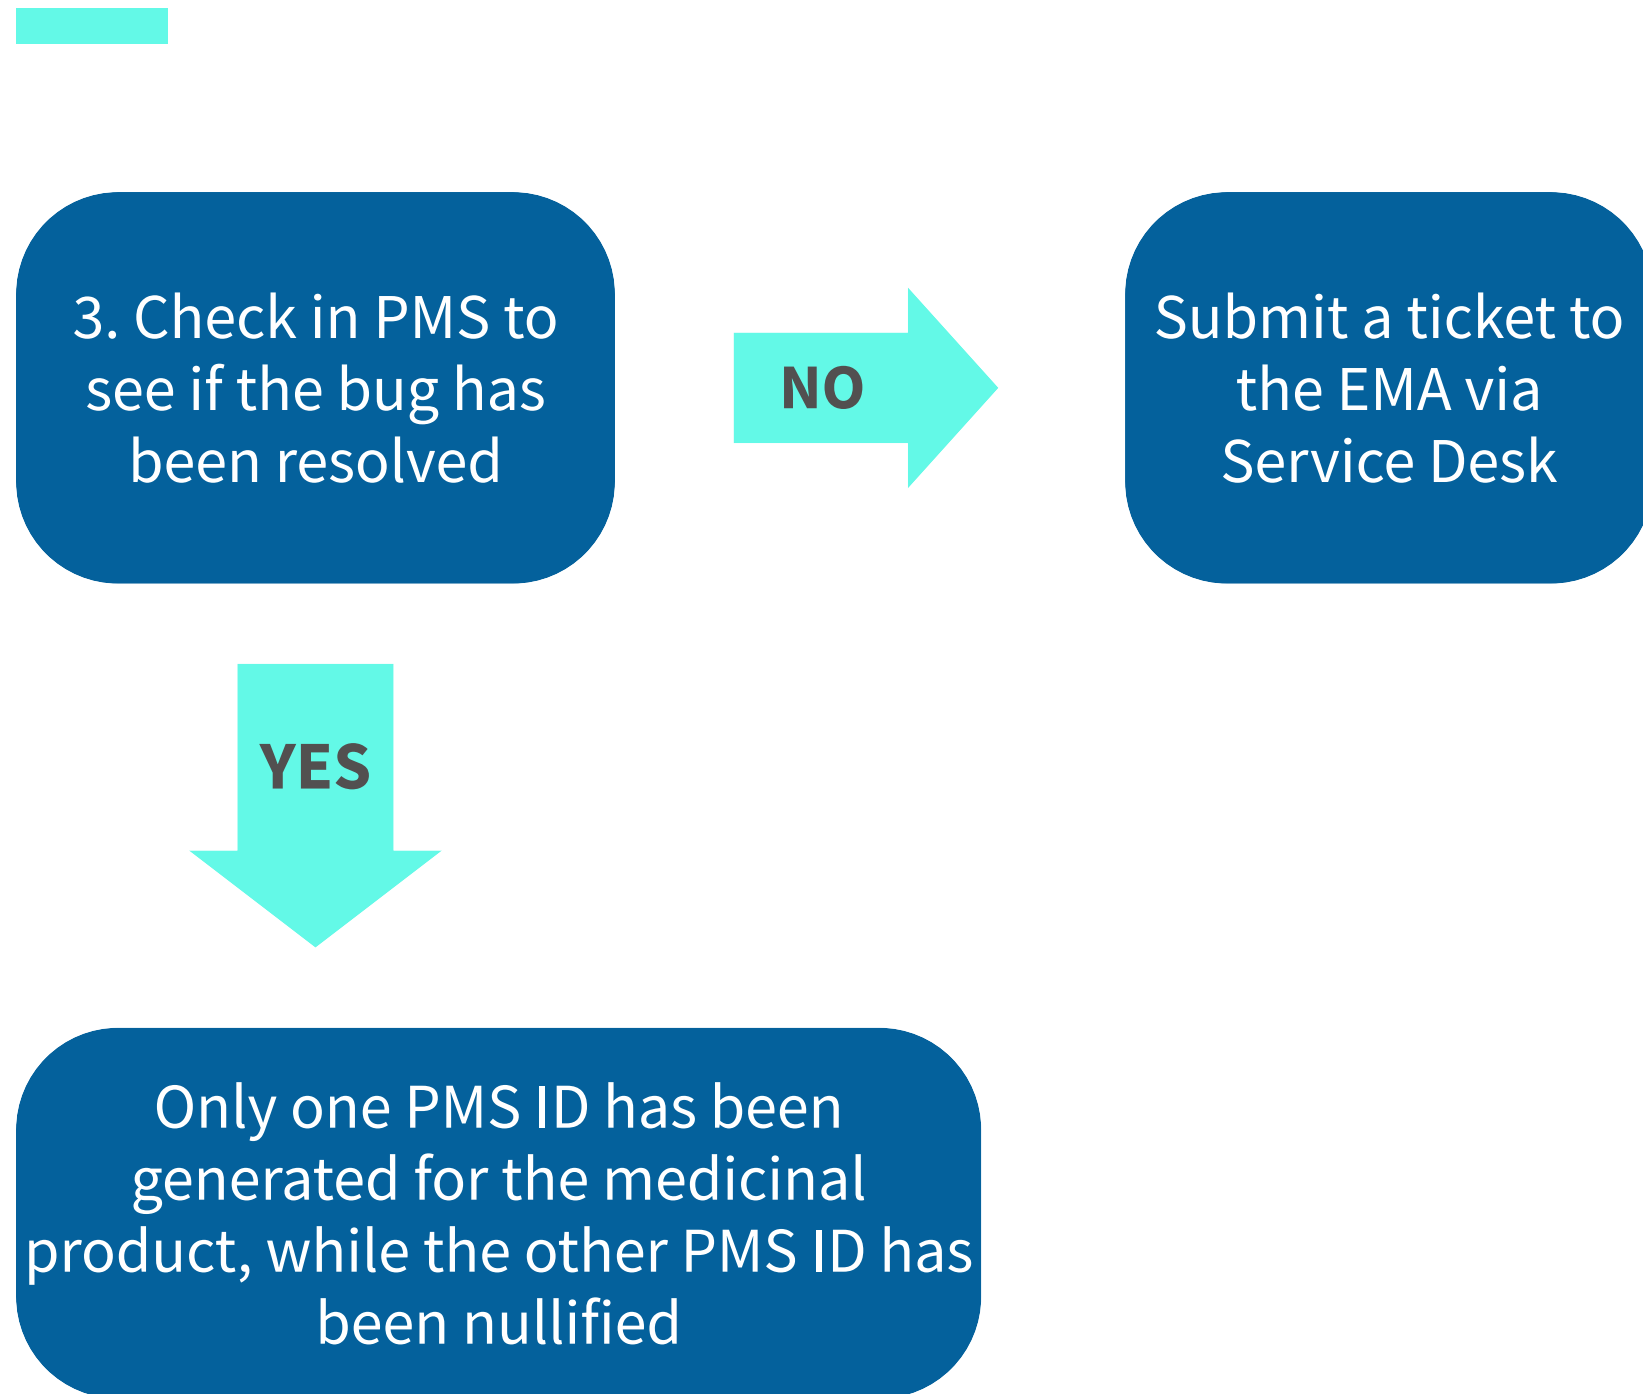 3. Check in PMS to
see if the bug has
been resolved
NO
Submit a ticket to
the EMA via
Service Desk
YES
Only one PMS ID has been
generated for the medicinal
product, while the other PMS ID has
been nullified